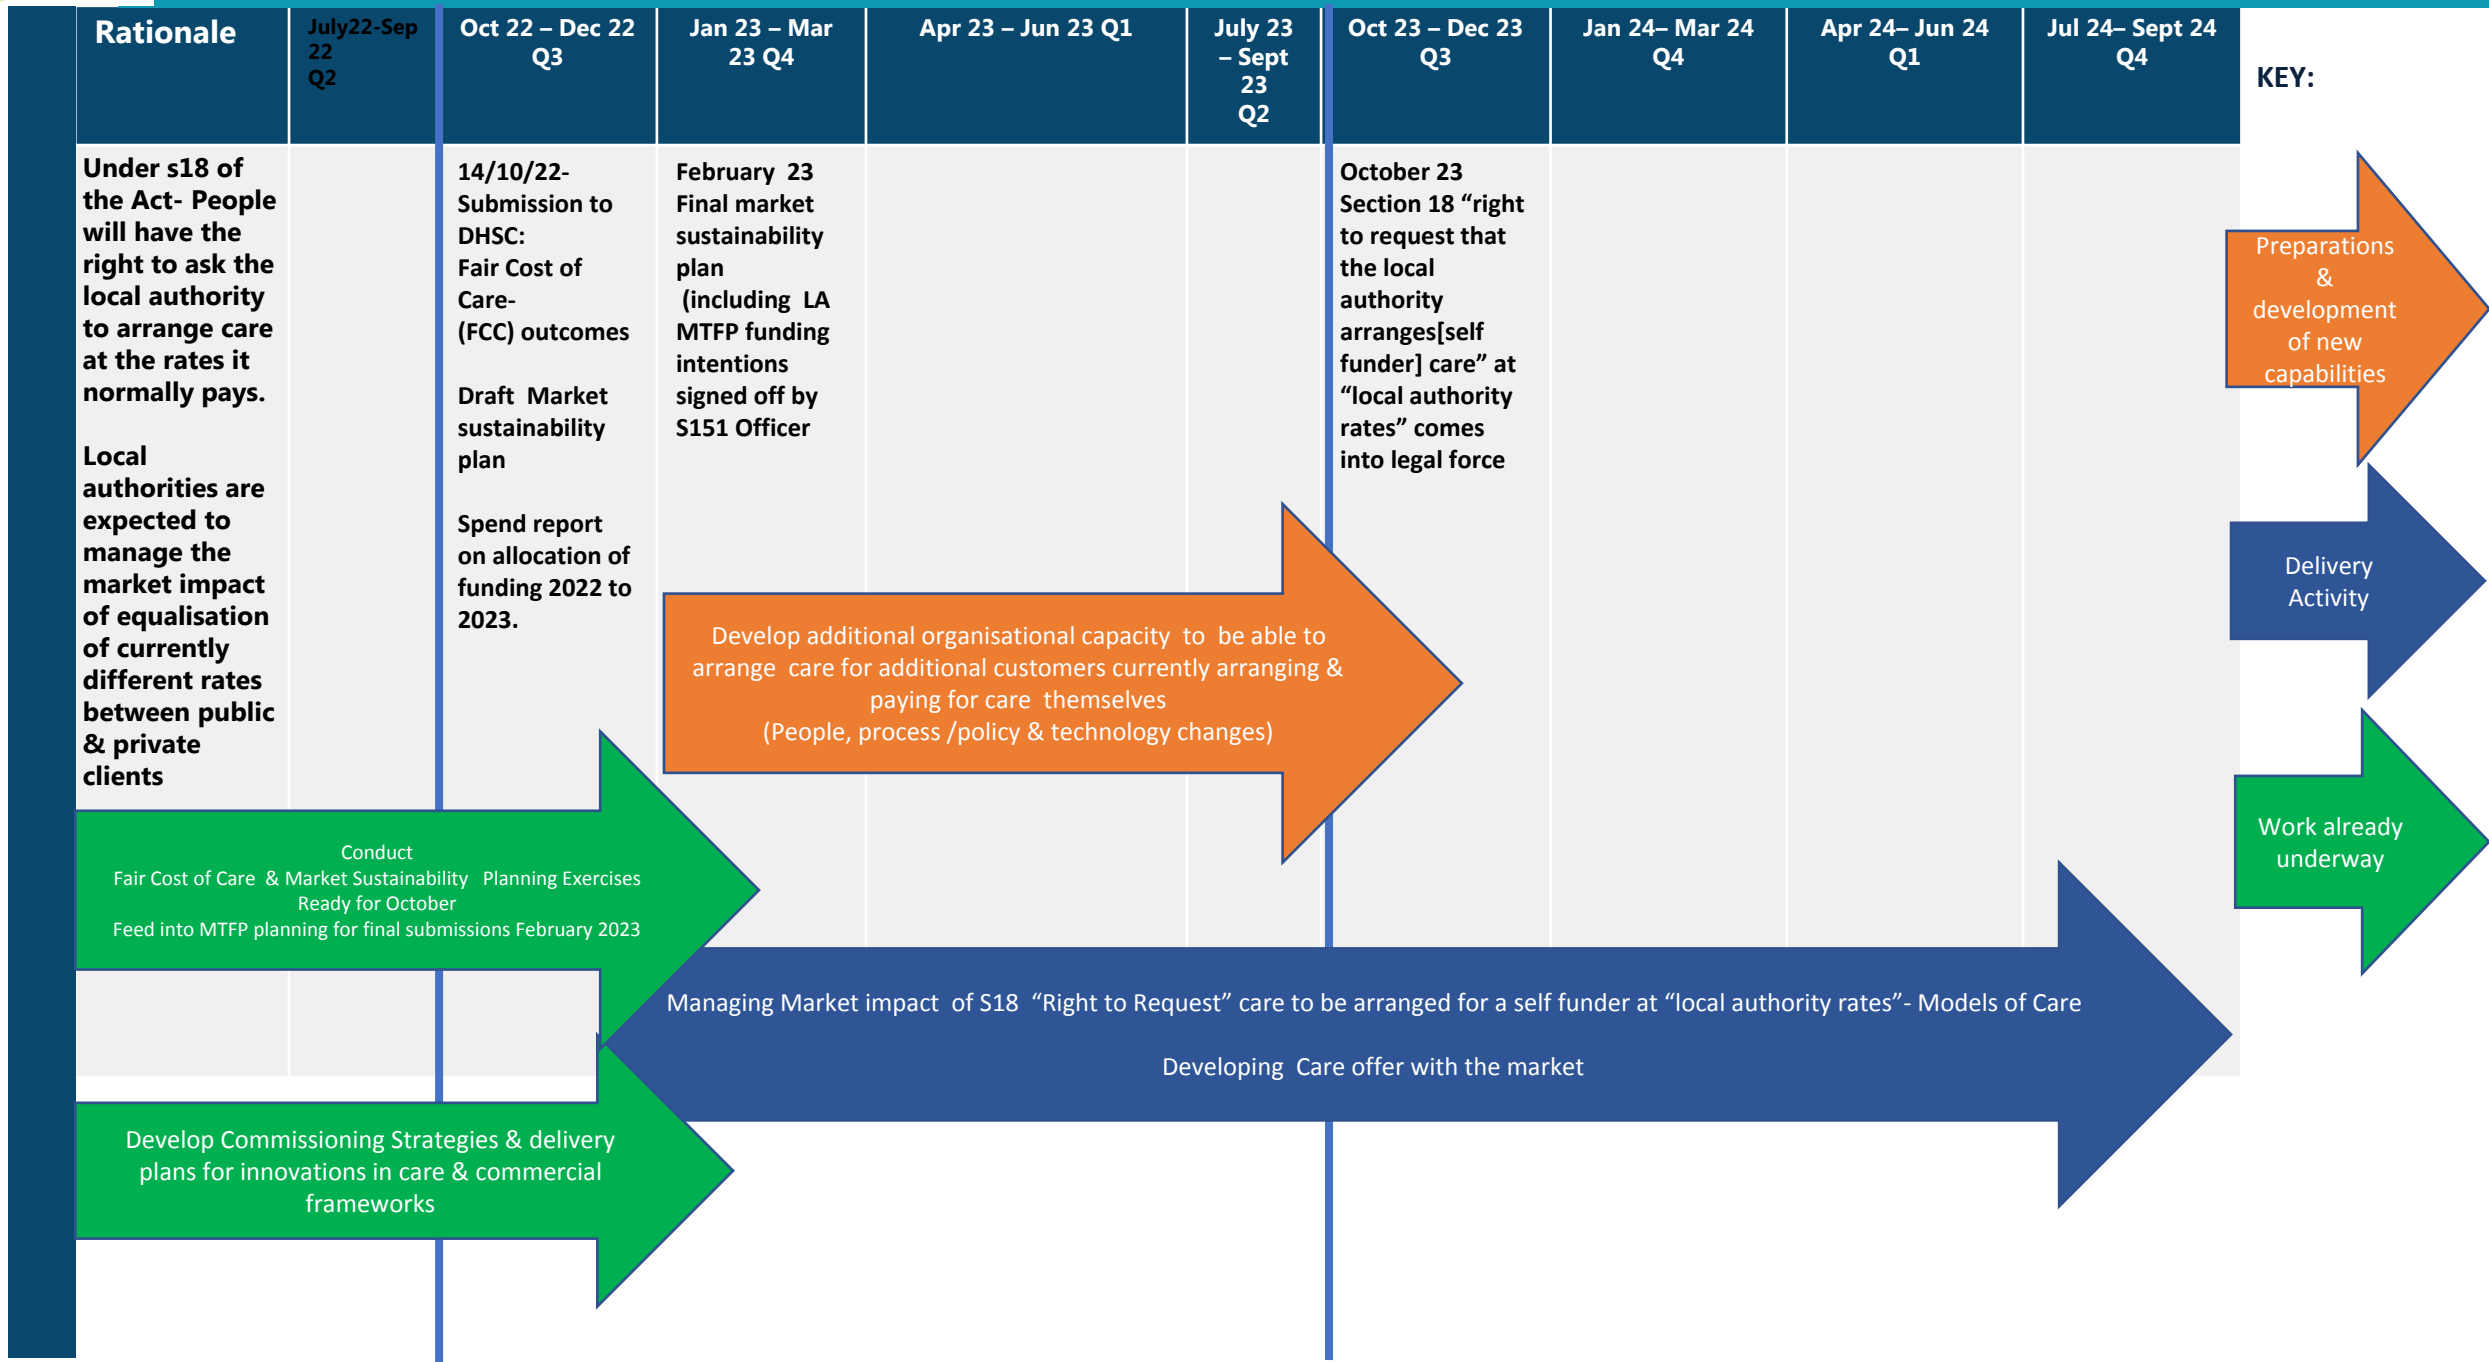 Rationale
July22-Sep
22
Q2
Oct 22 – Dec 22
Q3
Jan 23 – Mar
23 Q4
Apr 23 – Jun 23 Q1
July 23
– Sept
23
Q2
Oct 23 – Dec 23
Q3
Jan 24– Mar 24
Q4
Apr 24– Jun 24
Q1
Jul 24– Sept 24
Q4
KEY:
Under s18 of
the Act- People
will have the
right to ask the
local authority
to arrange care
at the rates it
normally pays.
Local
authorities are
expected to
manage the
market impact
of equalisation
of currently
different rates
between public
& private
clients
14/10/22-
Submission to
DHSC:
Fair Cost of
Care-
(FCC) outcomes
Draft Market
sustainability
plan
Spend report
on allocation of
funding 2022 to
2023.
February 23
Final market
sustainability
plan
(including LA
MTFP funding
intentions
signed off by
S151 Officer
October 23
Section 18 “right
to request that
the local
authority
arranges[self
funder] care” at
“local authority
rates” comes
into legal force
Preparations
&
development
of new
capabilities
Delivery
Activity
Work already
underway
Develop additional organisational capacity to be able to
arrange care for additional customers currently arranging &
paying for care themselves
(People, process /policy & technology changes)
Conduct
Fair Cost of Care & Market Sustainability Planning Exercises
Ready for October
Feed into MTFP planning for final submissions February 2023
Managing Market impact of S18 “Right to Request” care to be arranged for a self funder at “local authority rates”- Models of Care
Developing Care offer with the market
Develop Commissioning Strategies & delivery
plans for innovations in care & commercial
frameworks